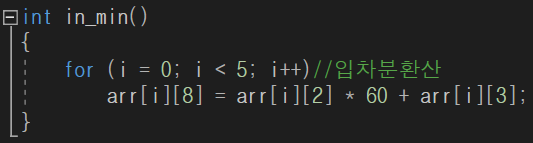 int in_min()
{
for (i = 0; i < 5; i++)//입차분환산
arr[i][8] = arr[i][2] * 60 + arr[i][3];
}